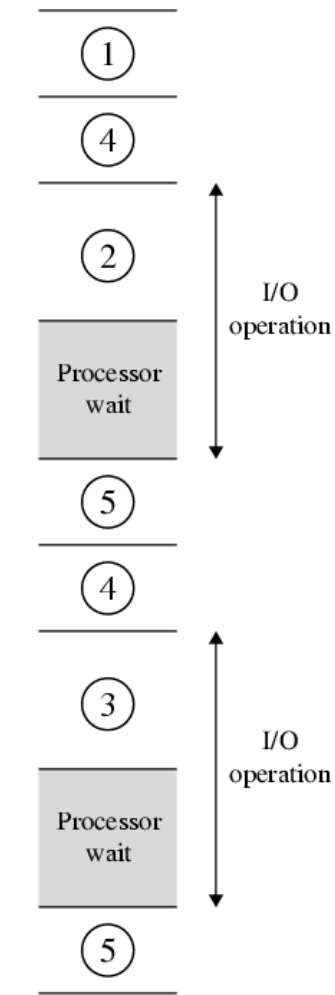 1
4
2
I/O
operation
Processor
wait
5
4
3
I/O
operation
Processor
wait
5